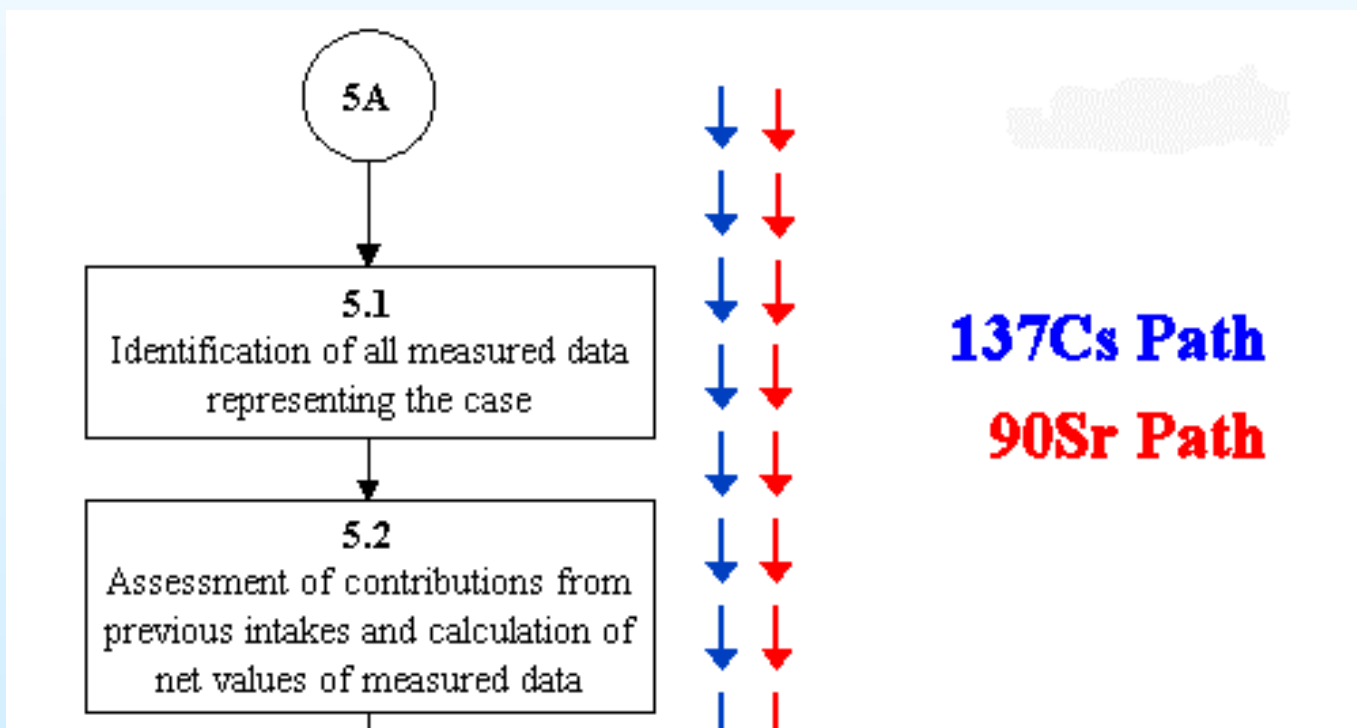 5A
5.1
Identification of all measured data
representing the case
5.2
Assessment of contributions from
previous intakes and calculation of
net values of measured data
137Cs Path
90Sr Path